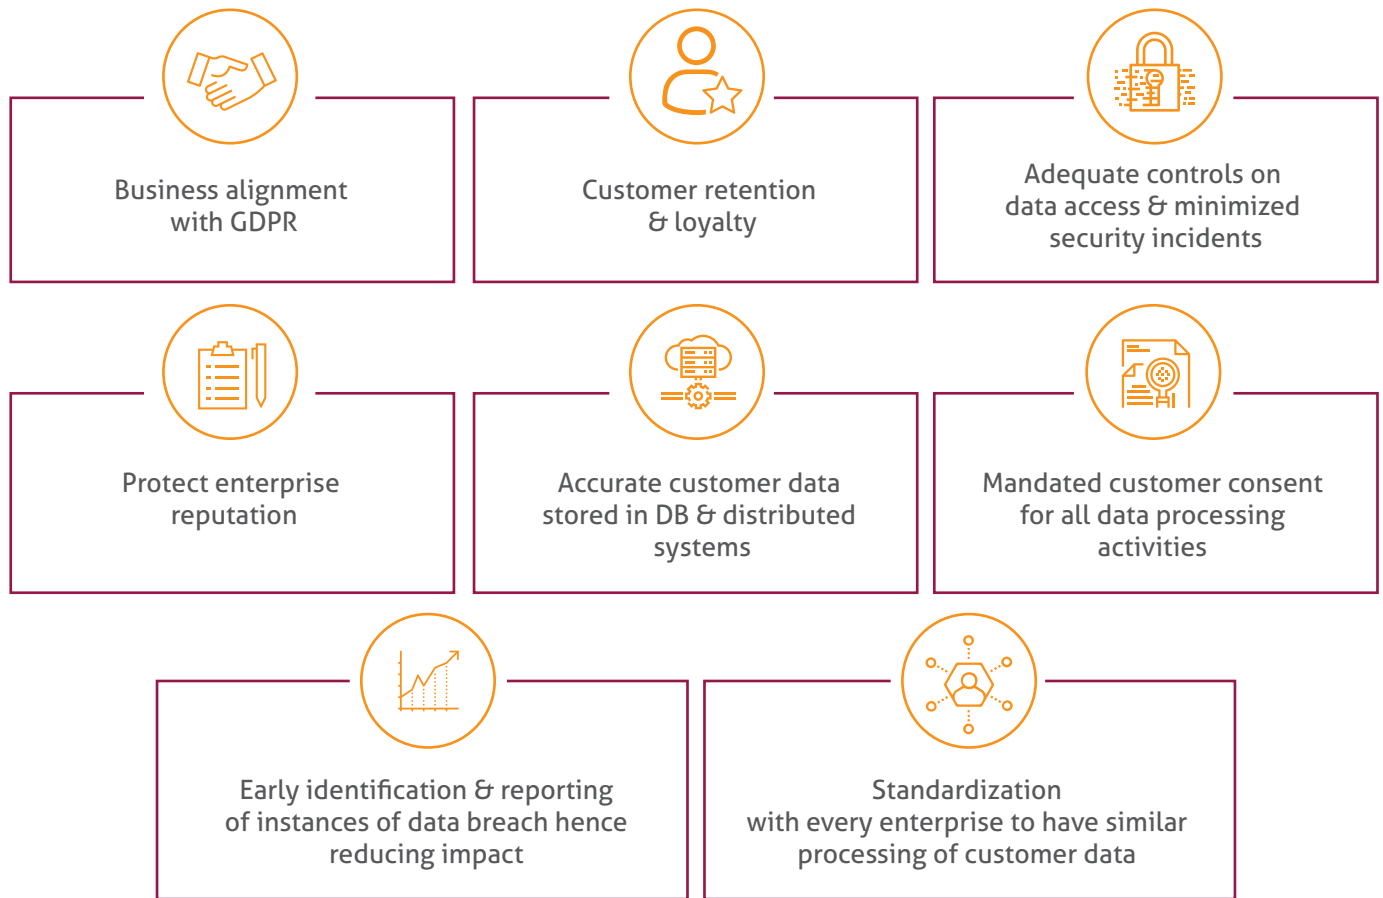 Business alignment
with GDPR
Customer retention
& loyalty
Adequate controls on
data access & minimized
security incidents
Protect enterprise
reputation
Accurate customer data
stored in DB & distributed
systems
Mandated customer consent
for all data processing
activities
Early identification & reporting
of instances of data breach hence
reducing impact
Standardization
with every enterprise to have similar
processing of customer data